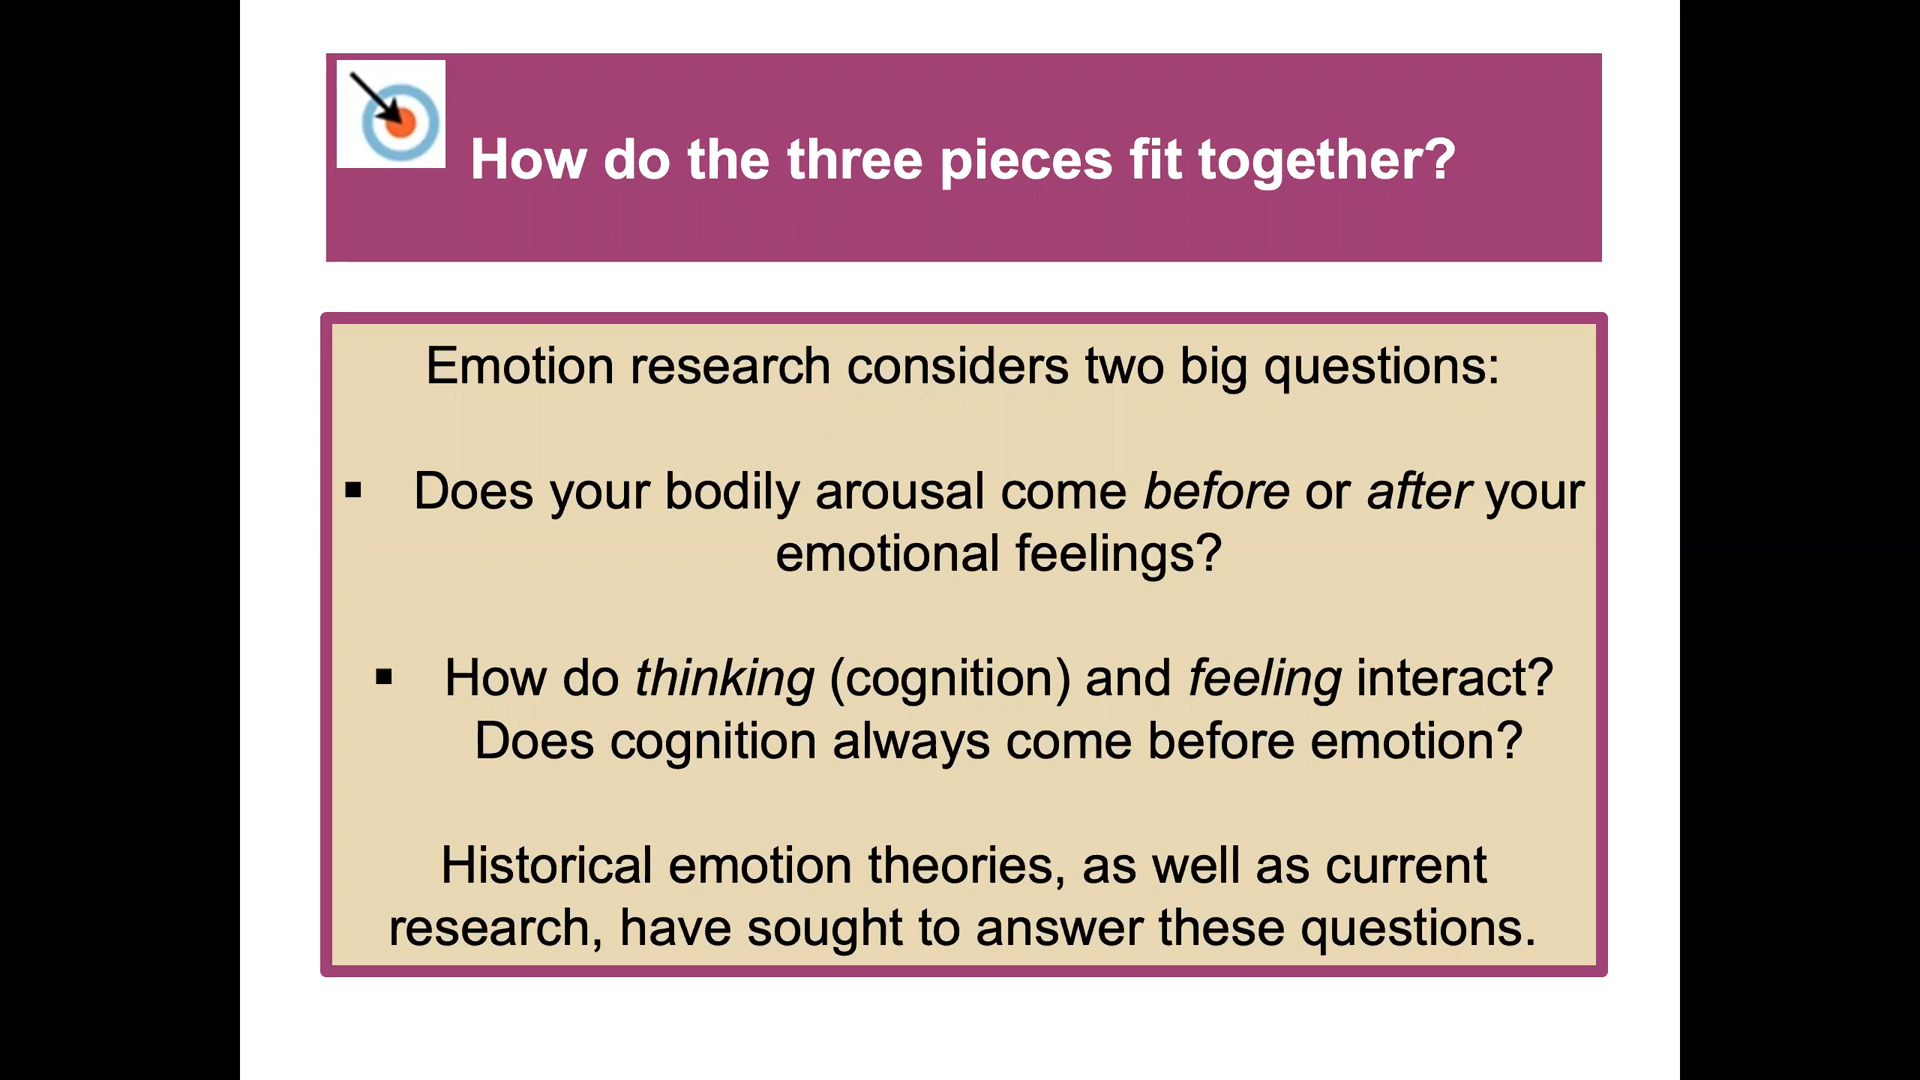 How do the three pieces fit together?
Emotion research considers two big questions:
▪ Does your bodily arousal come before or after your
emotional feelings?
▪ How do thinking (cognition) and feeling interact?
Does cognition always come before emotion?
Historical emotion theories, as well as current
research, have sought to answer these questions.